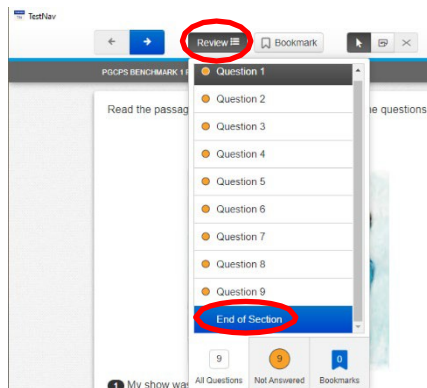 TestNav
Review
Bookmark
PGCPS BENCHMARK 1
Question 1
Read the passag
e questions
Question 2
Question 3
Question 4
Question 5
Question 6
Question 7
Question 8
Question 9
End of Section
9
9
0
All Questions
Not Answered
Bookmarks
1 My show was